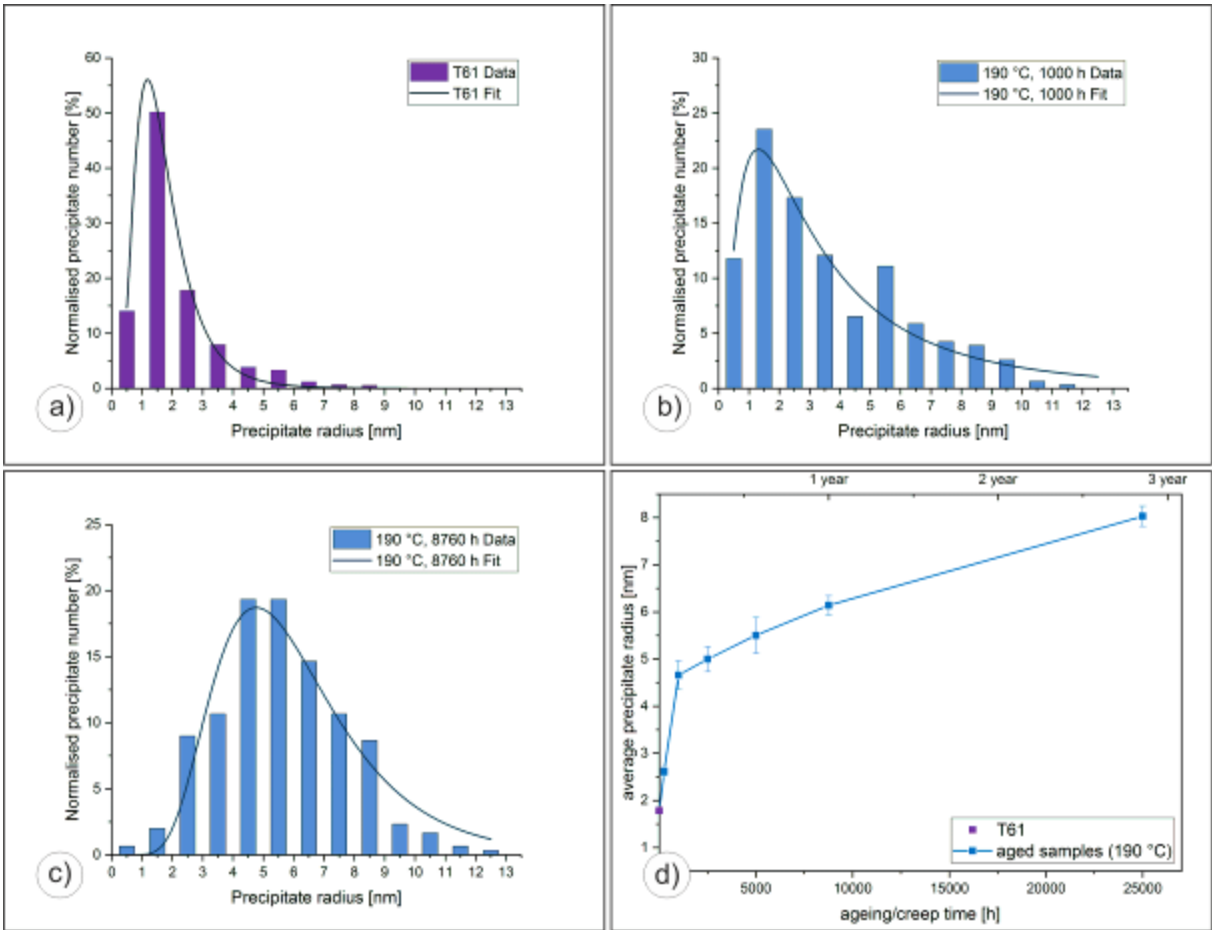 60
50
40
30
20
10
0
Normalised precipitate number [%]
T61 Data
T61 Fit
0 1 2 3 4 5 6 7 8 9 10 11 12 13
Precipitate radius [nm]
a)
30
25
20
15
10
5
0
Normalised precipitate number [%]
190 °C, 1000 h Data
190 °C, 1000 h Fit
0 1 2 3 4 5 6 7 8 9 10 11 12 13
Precipitate radius [nm]
b)
25
20
15
10
5
0
Normalised precipitate number [%]
190 °C, 8760 h Data
190 °C, 8760 h Fit
0 1 2 3 4 5 6 7 8 9 10 11 12 13
Precipitate radius [nm]
c)
1 year 2 year 3 year
8
7
6
5
4
3
2
1
average precipitate radius [nm]
T61
aged samples (190 °C)
5000 10000 15000 20000 25000
ageing/creep time [h]
d)